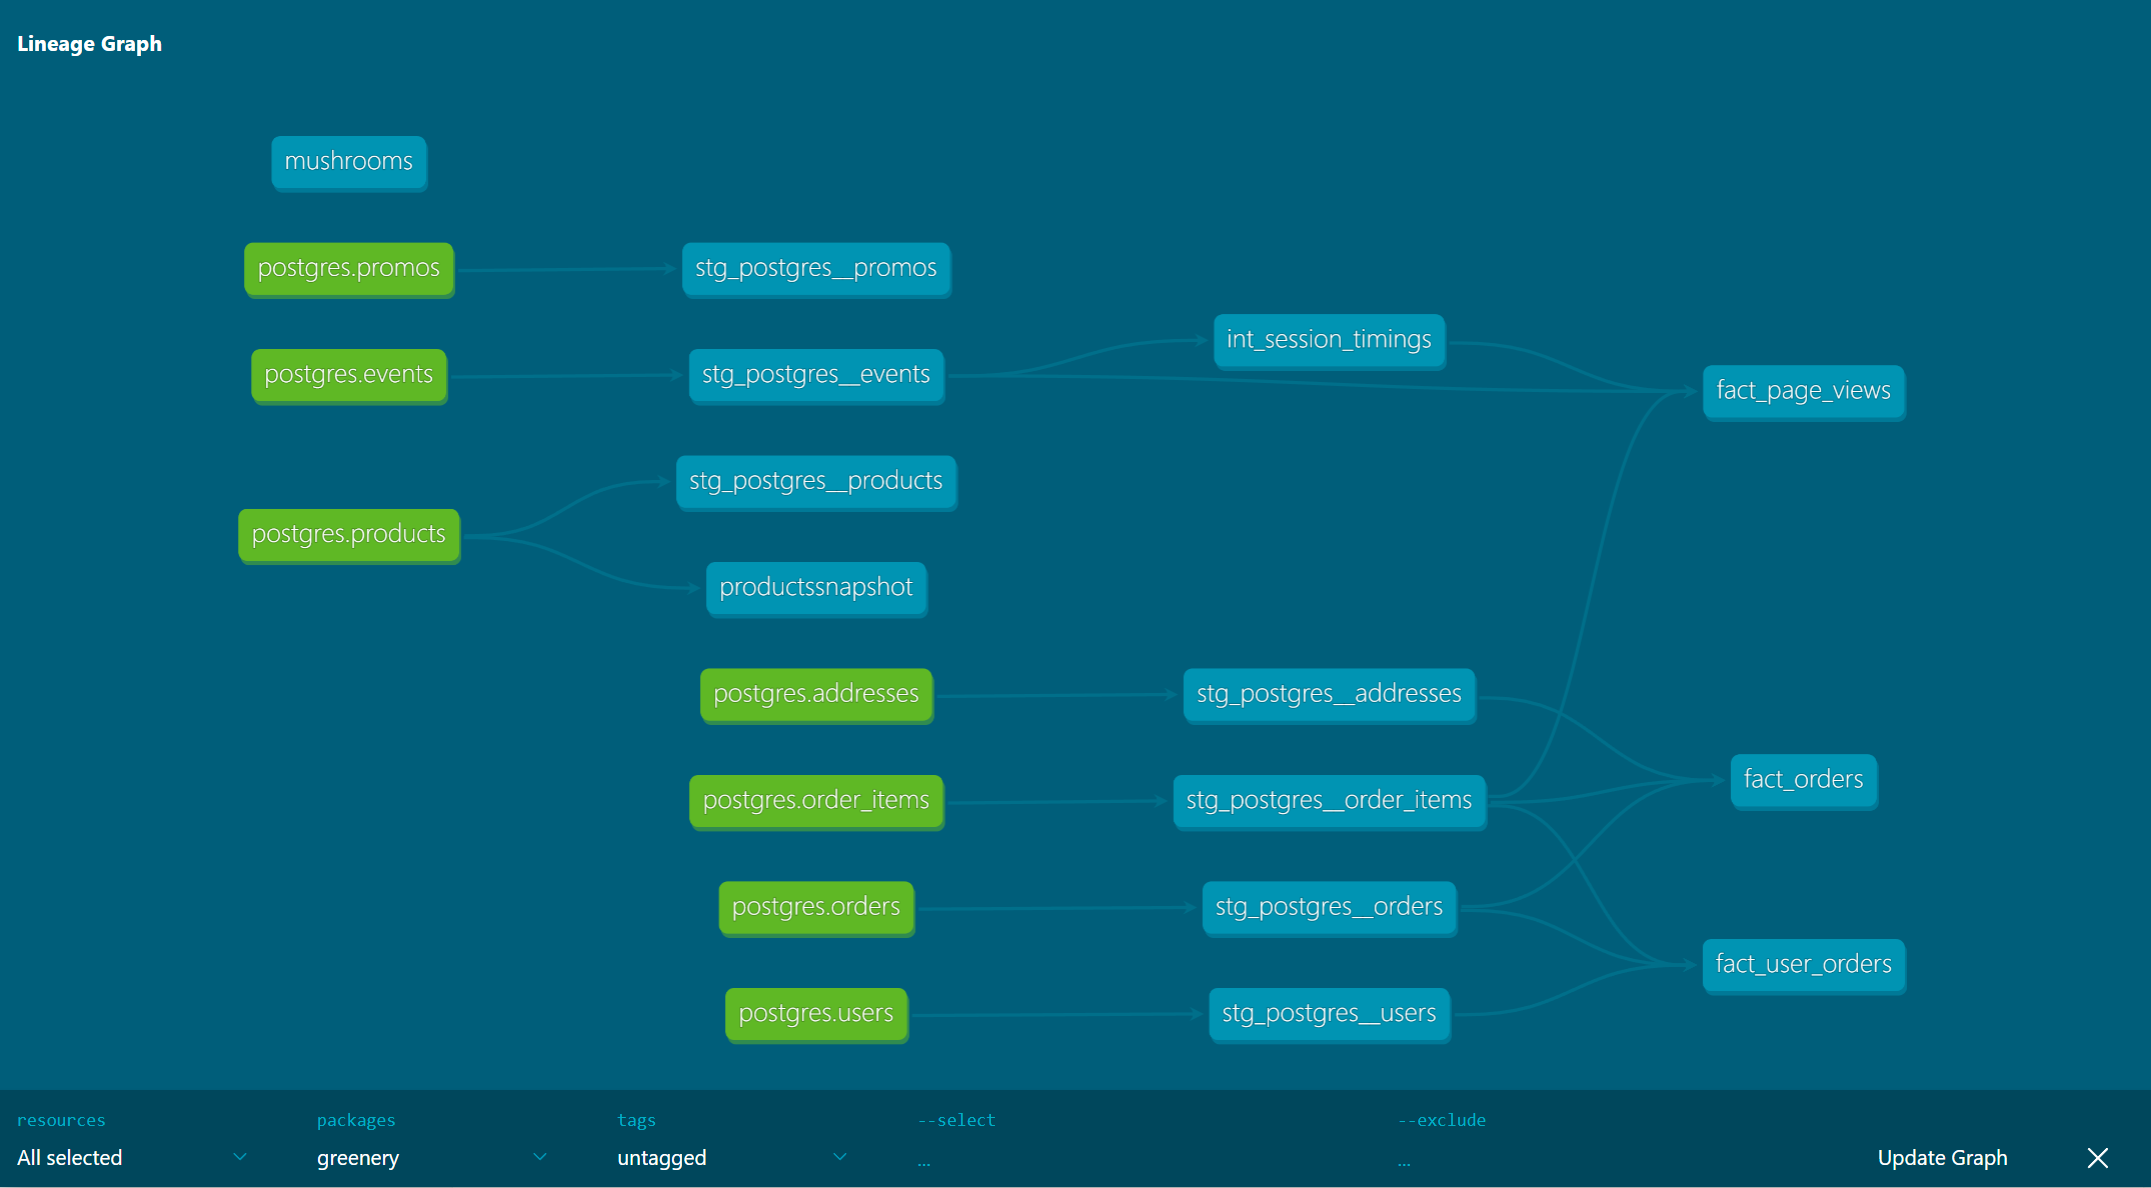 Lineage Graph
mushrooms
postgres.promos
stg_postgres__promos
int_session_timings
postgres.events
stg_postgres__events
fact_page_views
stg_postgres__products
postgres.products
productssnapshot
postgres.addresses
stg_postgres__addresses
fact_orders
postgres.order_items
stg_postgres__order_items
postgres.orders
stg_postgres__orders
fact_user_orders
postgres.users
stg_postgres__users
resources
packages
tags
--select
--exclude
All selected
greenery
untagged
...
...
Update Graph